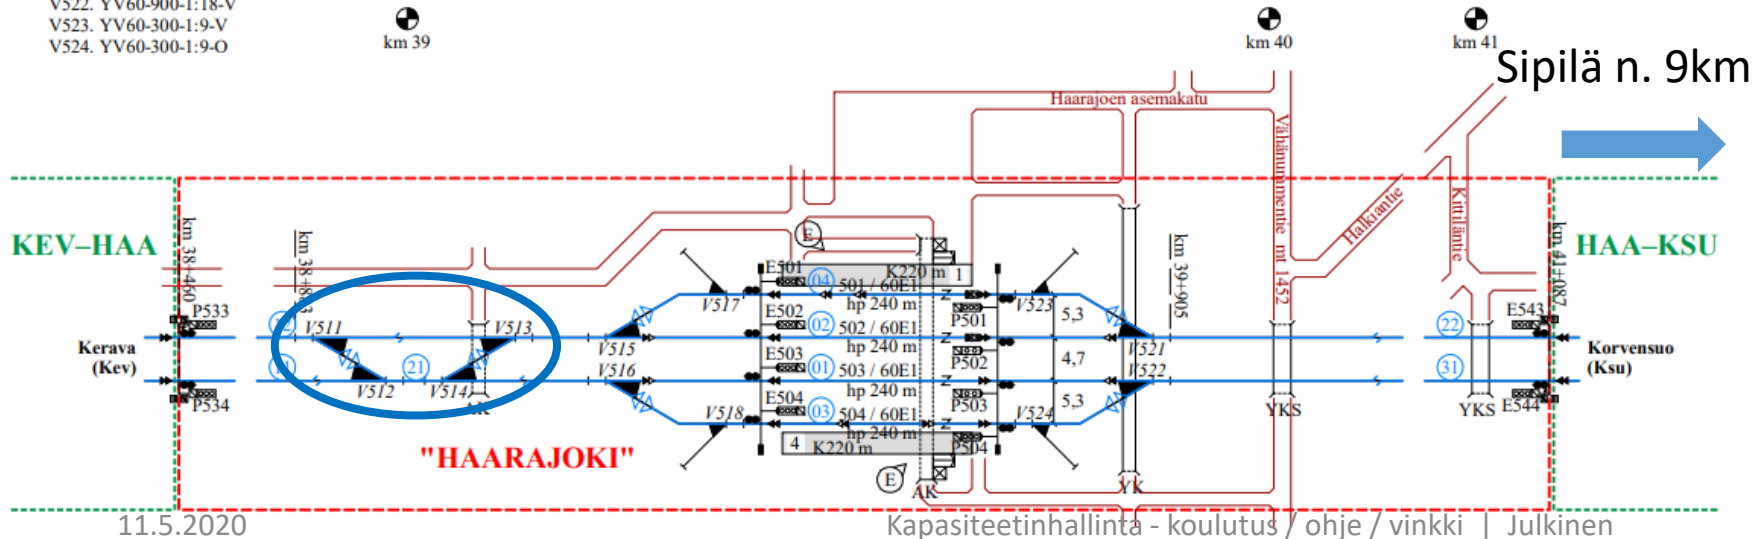 V522. YV60-900-1:18-V
V523. YV60-300-1:9-V
V524. YV60-300-1:9-O
km 39
km 40
km 41
Sipilä n. 9km
Haarajoen asemakatu
Vähänummentie mt 1452
Halkiantie
Kittiläntie
KEV–HAA
HAA–KSU
km 38+460
km 38+883
km 39+905
km 41+087
P533
P534
Kerava
(Kev)
Korvensuo
(Ksu)
V511
V512
V513
V514
21
AK
V515
V516
V517
V518
E501
E502
E503
E504
04
02
01
03
K220 m 1
501 / 60E1
hp 240 m
502 / 60E1
hp 240 m
503 / 60E1
hp 240 m
504 / 60E1
hp 240 m
4 K220 m
P501
P502
P503
P504
E
E
AK
V523
V524
5,3
4,7
5,3
V521
V522
YK
YKS
YKS
22
31
E543
E544
"HAARAJOKI"
11.5.2020
Kapasiteetinhallinta - koulutus / ohje / vinkki | Julkinen